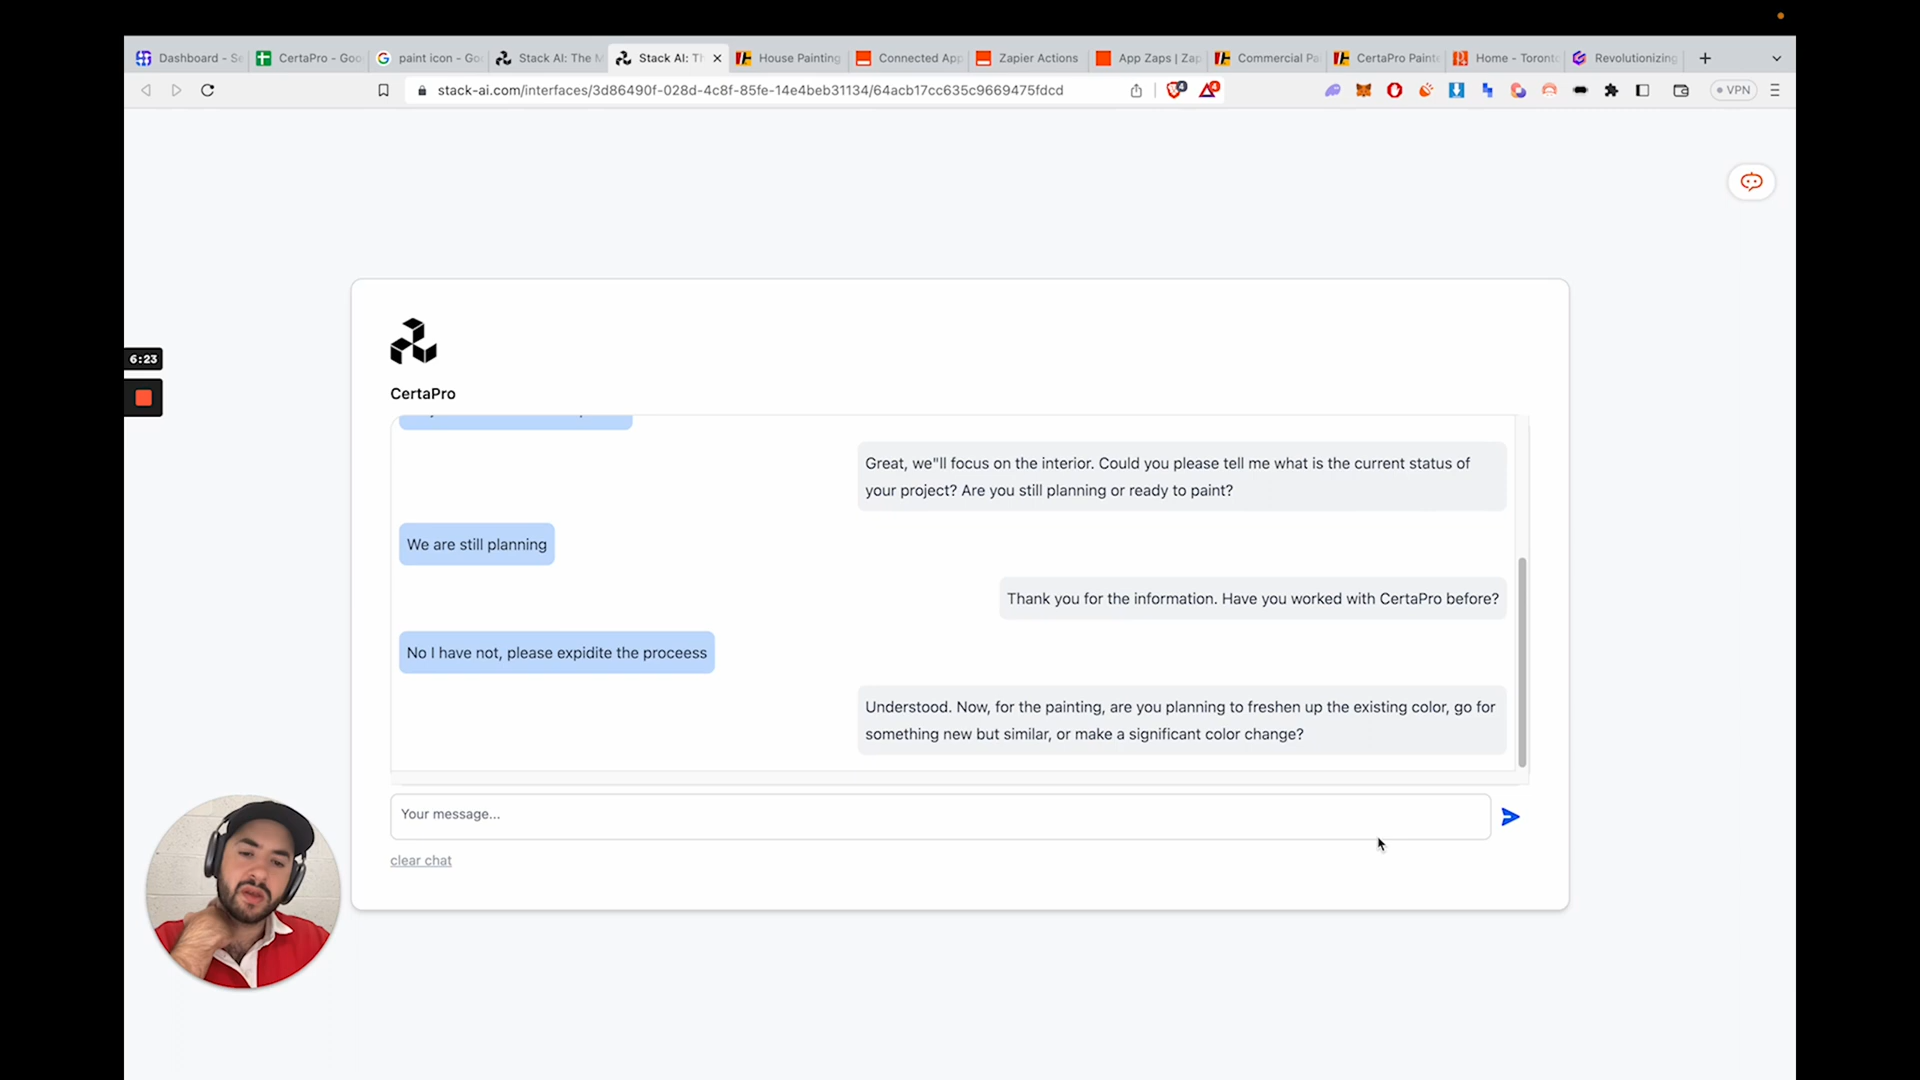 Dashboard - Se
CertaPro - Goo
paint icon - Go
Stack AI: The M
Stack AI: Th
House Painting
Connected App
Zapier Actions
App Zaps | Zap
Commercial Pa
CertaPro Painte
Home - Toronto
Revolutionizing
stack-ai.com/interfaces/3d86490f-028d-4c8f-85fe-14e4beb31134/64acb17cc635c9669475fdcd
VPN
6:23
CertaPro
Great, we"ll focus on the interior. Could you please tell me what is the current status of
your project? Are you still planning or ready to paint?
We are still planning
Thank you for the information. Have you worked with CertaPro before?
No I have not, please expidite the proceess
Understood. Now, for the painting, are you planning to freshen up the existing color, go for
something new but similar, or make a significant color change?
Your message...
clear chat